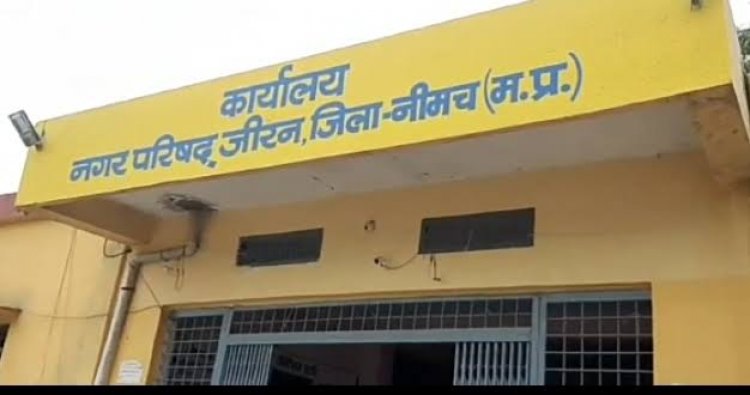 कार्यालय
नगर परिषद् जीरन, जिला-नीमच (म.प्र.)